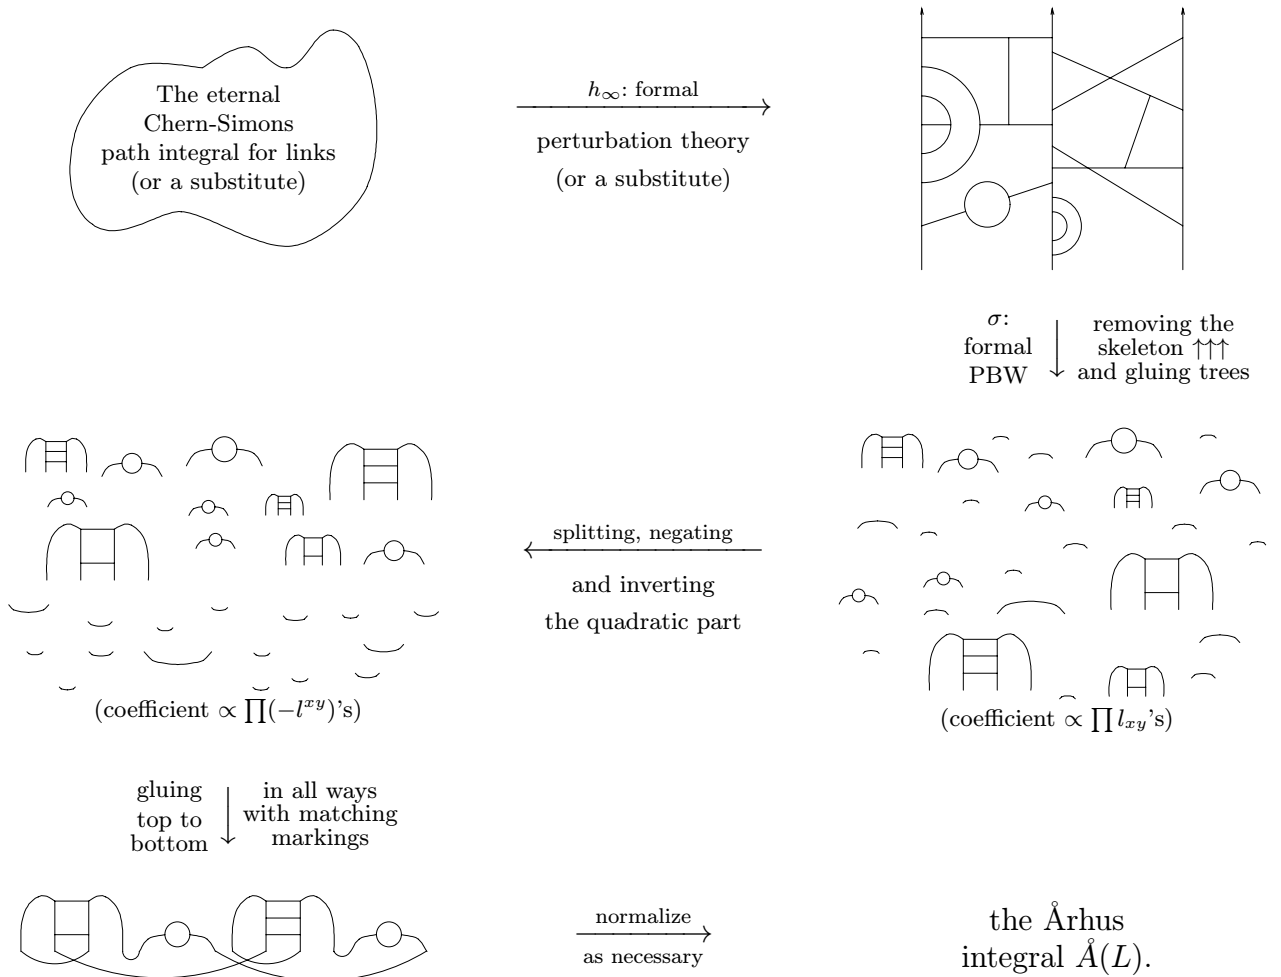 The eternal
Chern-Simons
path integral for links
(or a substitute)
h∞: formal
perturbation theory
(or a substitute)
σ:
formal
PBW
removing the
skeleton ↑↑↑
and gluing trees
splitting, negating
and inverting
the quadratic part
(coefficient ∝ ∏(−l^{xy})'s)
(coefficient ∝ ∏ l_{xy}'s)
gluing
top to
bottom
in all ways
with matching
markings
normalize
as necessary
the Århus
integral Å(L).